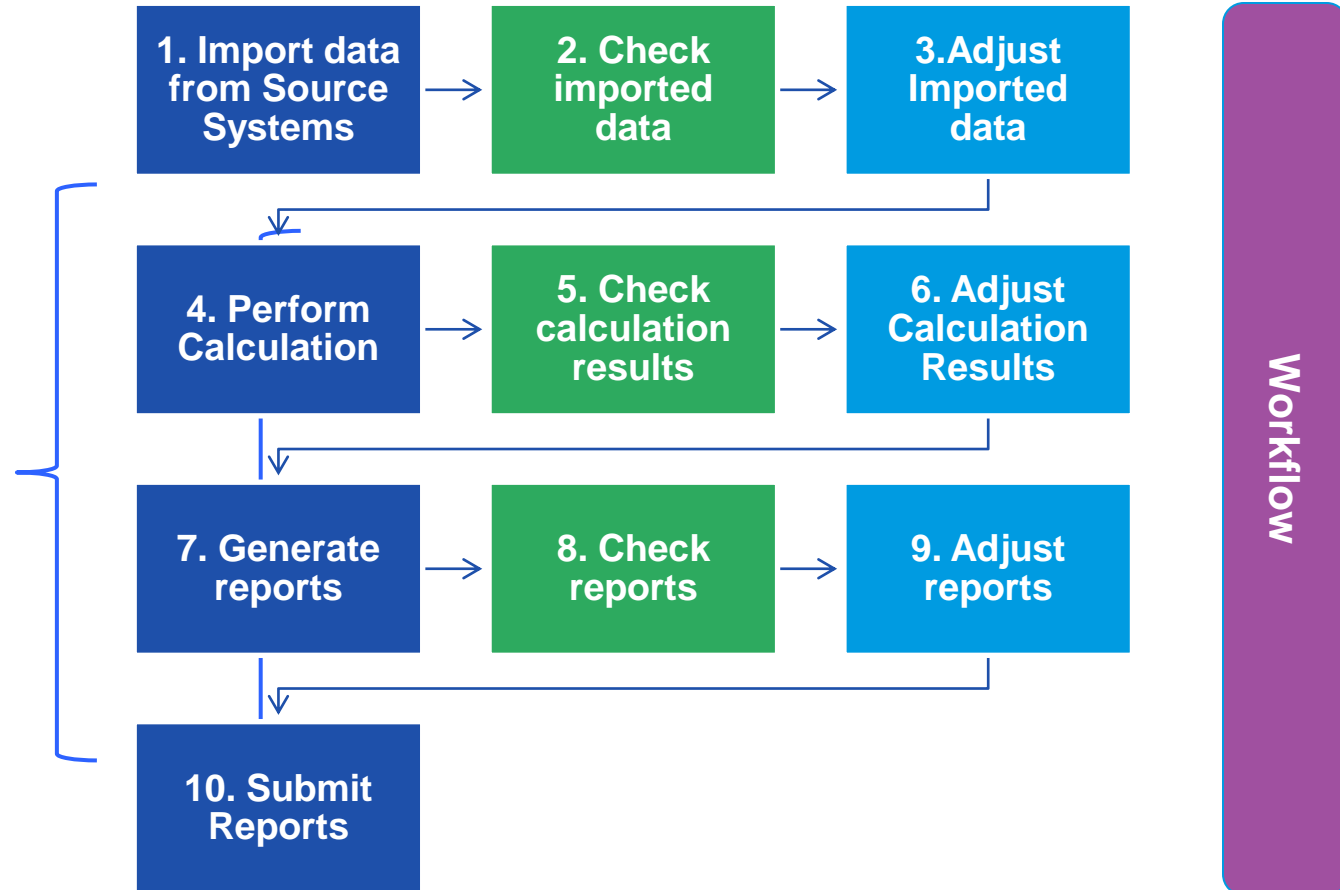 1. Import data
from Source
Systems
2. Check
imported
data
3.Adjust
Imported
data
4. Perform
Calculation
5. Check
calculation
results
6. Adjust
Calculation
Results
7. Generate
reports
8. Check
reports
9. Adjust
reports
10. Submit
Reports
Workflow